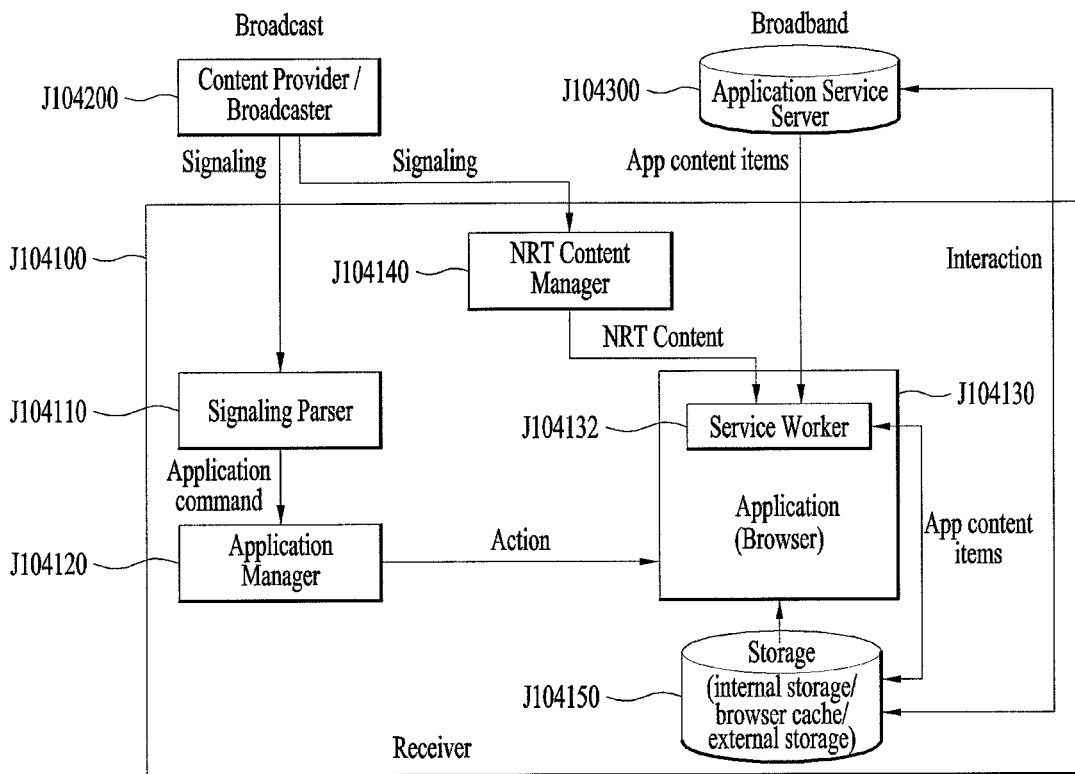 Broadcast
Broadband
J104200
Content Provider /
Broadcaster
J104300
Application Service
Server
Signaling
Signaling
App content items
J104100
J104140
NRT Content
Manager
Interaction
NRT Content
J104110
Signaling Parser
J104130
J104132
Service Worker
Application
command
Application
(Browser)
App content
items
J104120
Application
Manager
Action
Storage
(internal storage/
browser cache/
external storage)
J104150
Receiver